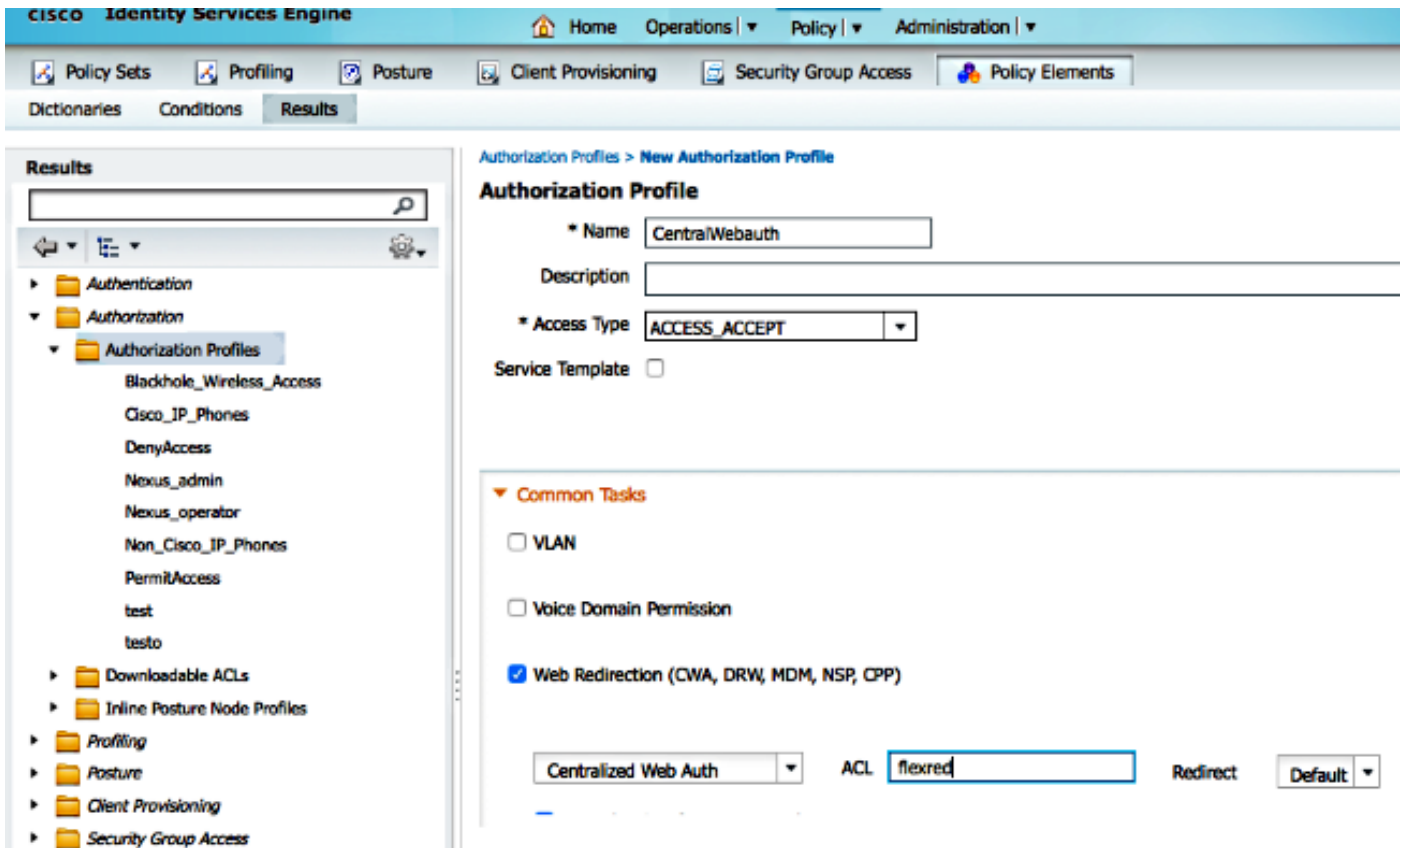 CISCO Identity Services Engine
Home Operations | Policy | Administration |
Policy Sets Profiling Posture Client Provisioning Security Group Access Policy Elements
Dictionaries Conditions Results
Results
Authentication
Authorization
Authorization Profiles
Blackhole_Wireless_Access
Cisco_IP_Phones
DenyAccess
Nexus_admin
Nexus_operator
Non_Cisco_IP_Phones
PermitAccess
test
testo
Downloadable ACLs
Inline Posture Node Profiles
Profiling
Posture
Client Provisioning
Security Group Access
Authorization Profiles > New Authorization Profile
Authorization Profile
* Name CentralWebauth
Description
* Access Type ACCESS_ACCEPT
Service Template
Common Tasks
VLAN
Voice Domain Permission
Web Redirection (CWA, DRW, MDM, NSP, CPP)
Centralized Web Auth ACL flexred Redirect Default